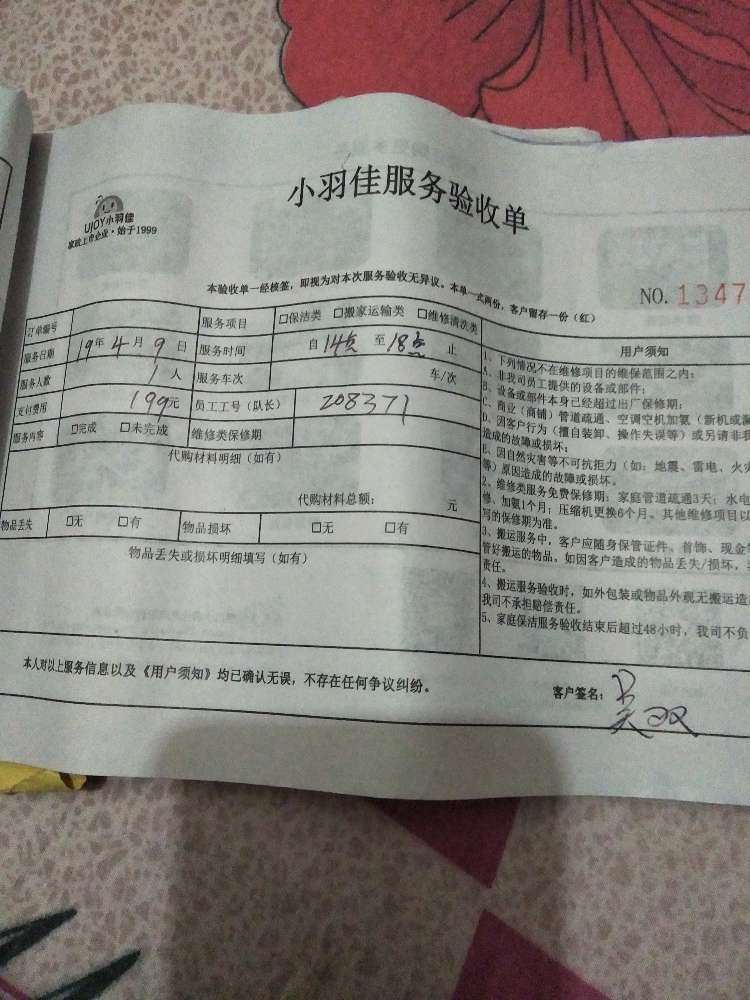 小羽佳服务验收单
UJOY小羽佳
家政上市企业·始于1999
本验收单一经核签，即视为对本次服务验收无异议。本单一式两份，客户留存一份（红）
NO.1347
订单编号 服务项目 □保洁类 □搬家运输类 □维修清洗类
服务日期 19年4月9日 服务时间 自14点至18点止
服务人数 1人 服务车次 车/次
支付费用 199元 员工工号（队长） 208371
服务内容 □完成 □未完成 维修类保修期
代购材料明细（如有）
代购材料总额： 元
物品丢失 □无 □有 物品损坏 □无 □有
物品丢失或损坏明细填写（如有）
用户须知
1、下列情况不在维修项目的维保范围之内：
A、非我司员工提供的设备或部件；
B、设备或部件本身已经超过出厂保修期；
C、商业（商铺）管道疏通、空调空机加氨（新机或漏
D、因客户行为（擅自装卸、操作失误等）或另请非我
造成的故障或损坏；
E、因自然灾害等不可抗拒力（如：地震、雷电、火灾
等）原因造成的故障或损坏。
2、维修类服务免费保修期：家庭管道疏通3天；水电
修、加氨1个月；压缩机更换6个月。其他维修项目以
写的保修期为准。
3、搬运服务中，客户应随身保管证件、首饰、现金等
管好搬运的物品，如因客户造成的物品丢失/损坏，
责任。
4、搬运服务验收时，如外包装或物品外观无搬运造
我司不承担赔偿责任。
5、家庭保洁服务验收结束后超过48小时，我司不负
本人对以上服务信息以及《用户须知》均已确认无误，不存在任何争议纠纷。
客户签名：吴双